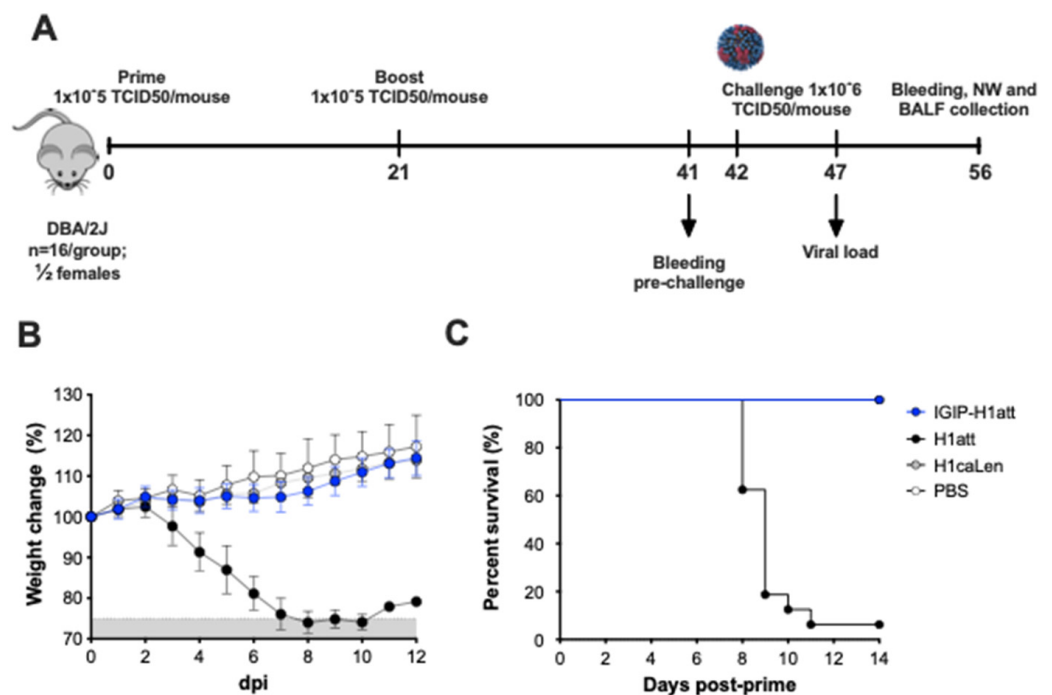 A
Prime
1x10^5 TCID50/mouse
Boost
1x10^5 TCID50/mouse
Challenge 1x10^6
TCID50/mouse
Bleeding, NW and
BALF collection
0
21
41
42
47
56
DBA/2J
n=16/group;
½ females
Bleeding
pre-challenge
Viral load
B
Weight change (%)
130
120
110
100
90
80
70
0
2
4
6
8
10
12
dpi
C
Percent survival (%)
100
80
60
40
20
0
0
2
4
6
8
10
12
14
Days post-prime
IGIP-H1att
H1att
H1caLen
PBS